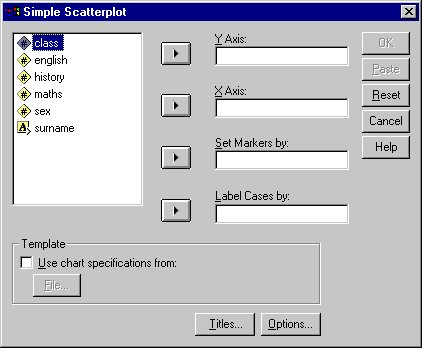 Simple Scatterplot
class
english
history
maths
sex
surname
Y Axis:
X Axis:
Set Markers by:
Label Cases by:
OK
Paste
Reset
Cancel
Help
Template
Use chart specifications from:
File...
Titles...
Options...